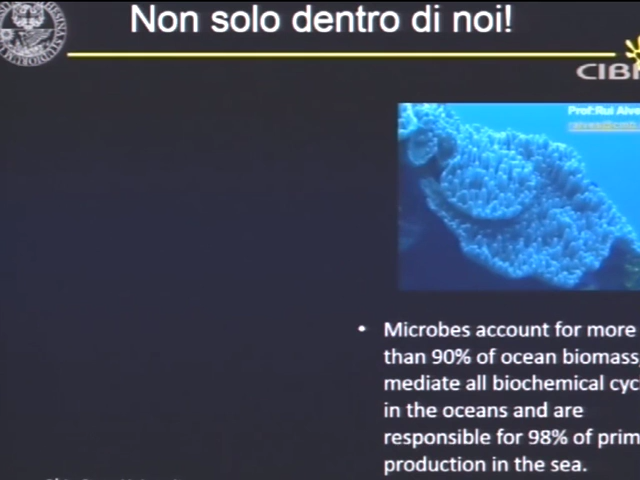 Non solo dentro di noi!
CIBI
Prof:Rui Alve
• Microbes account for more
than 90% of ocean biomass,
mediate all biochemical cyc
in the oceans and are
responsible for 98% of prim
production in the sea.